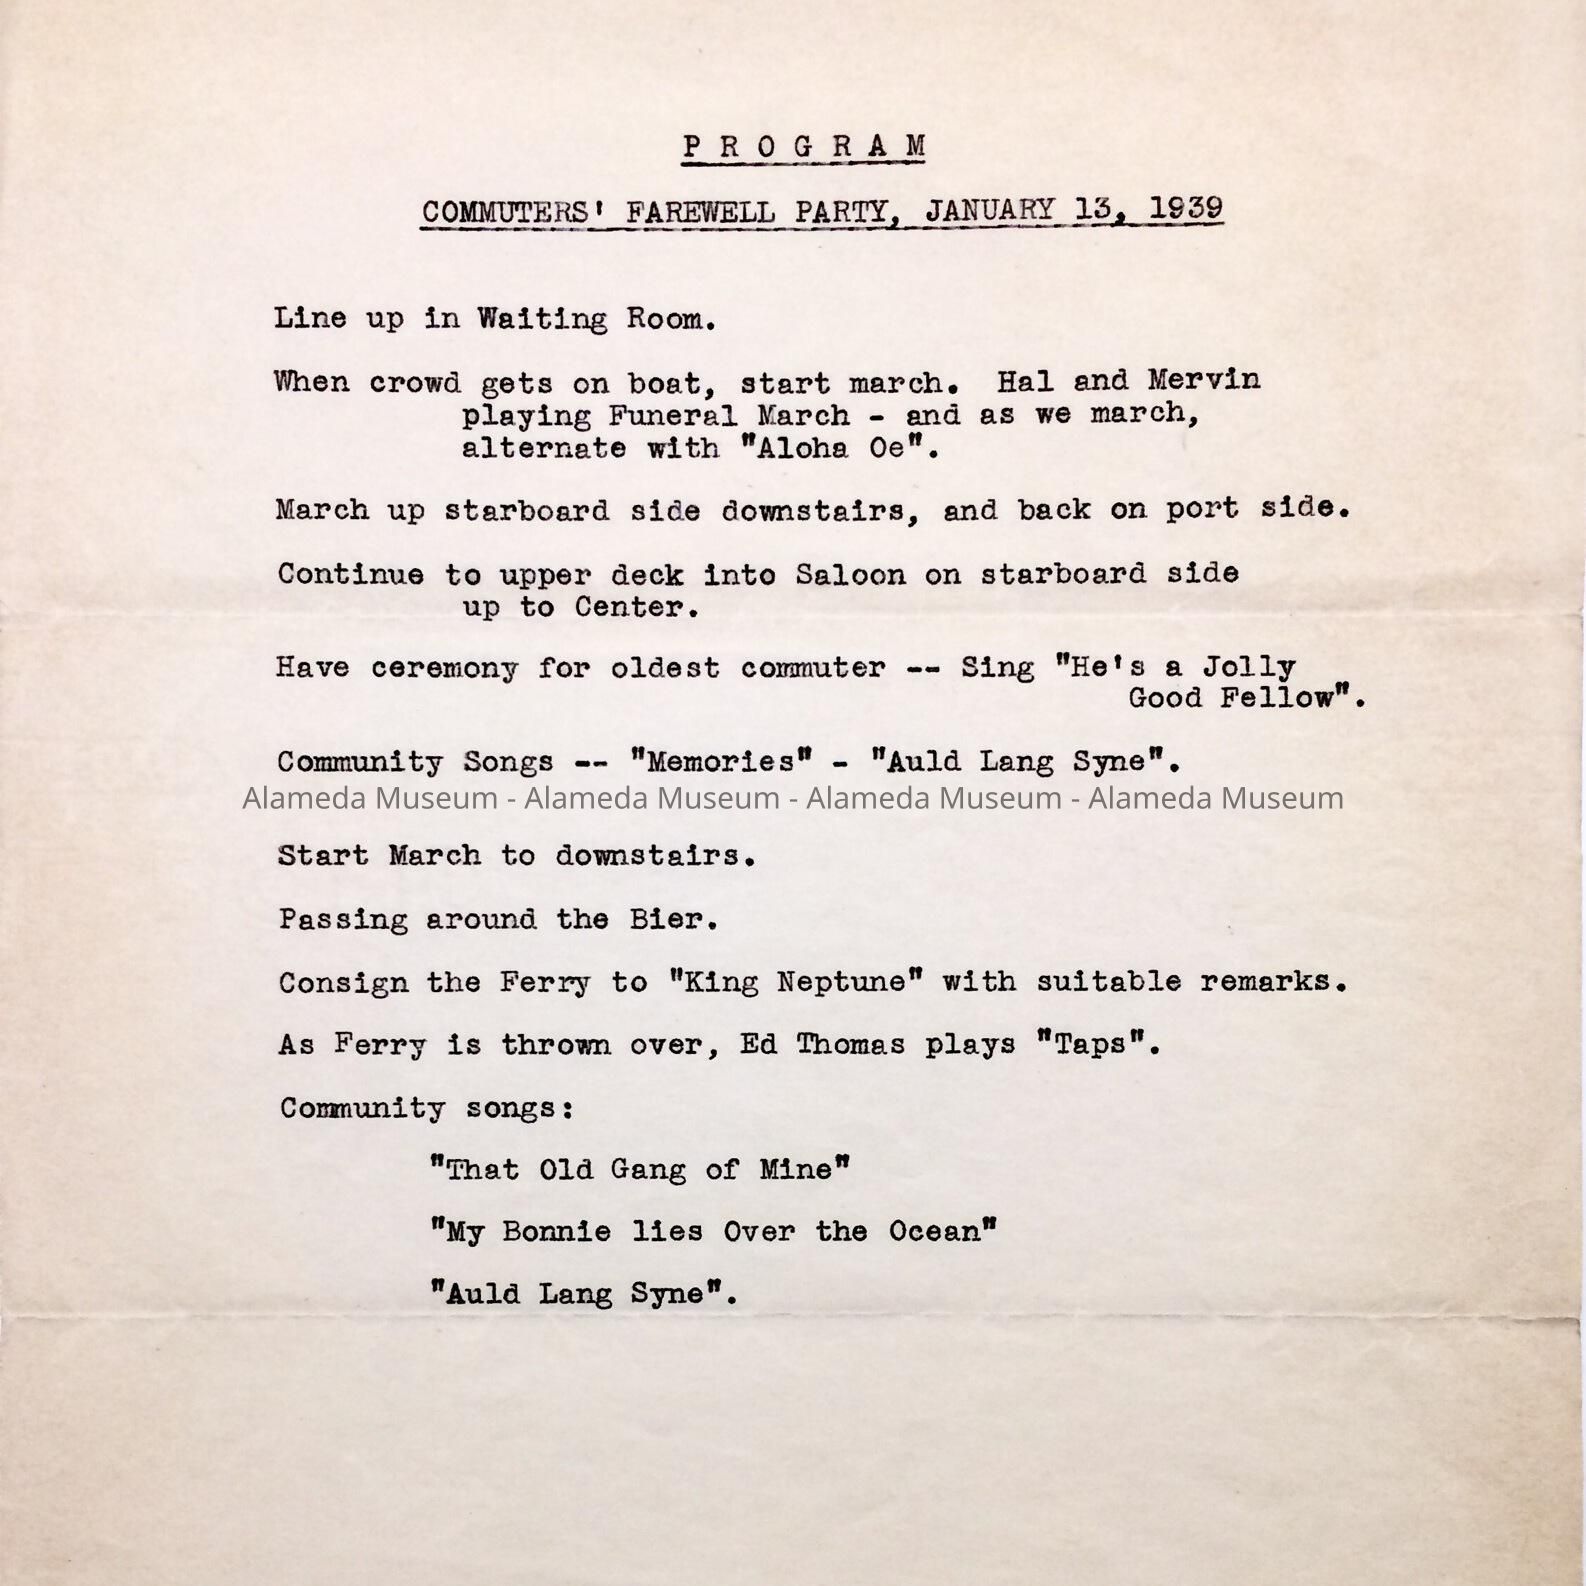 P R O G R A M
COMMUTERS' FAREWELL PARTY, JANUARY 13, 1939
Line up in Waiting Room.
When crowd gets on boat, start march.  Hal and Mervin
playing Funeral March - and as we march,
alternate with "Aloha Oe".
March up starboard side downstairs, and back on port side.
Continue to upper deck into Saloon on starboard side
up to Center.
Have ceremony for oldest commuter -- Sing "He's a Jolly
Good Fellow".
Community Songs -- "Memories" - "Auld Lang Syne".
Alameda Museum - Alameda Museum - Alameda Museum - Alameda Museum
Start March to downstairs.
Passing around the Bier.
Consign the Ferry to "King Neptune" with suitable remarks.
As Ferry is thrown over, Ed Thomas plays "Taps".
Community songs:
"That Old Gang of Mine"
"My Bonnie lies Over the Ocean"
"Auld Lang Syne".